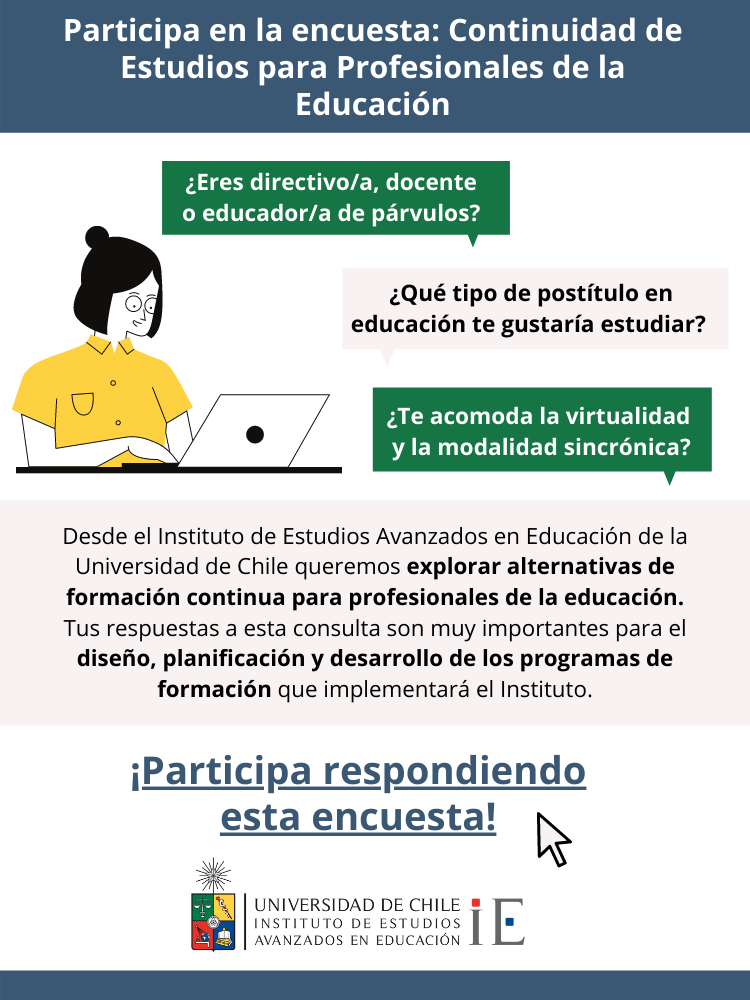 Participa en la encuesta: Continuidad de
Estudios para Profesionales de la
Educación
¿Eres directivo/a, docente
o educador/a de párvulos?
¿Qué tipo de postítulo en
educación te gustaría estudiar?
¿Te acomoda la virtualidad
y la modalidad sincrónica?
Desde el Instituto de Estudios Avanzados en Educación de la
Universidad de Chile queremos explorar alternativas de
formación continua para profesionales de la educación.
Tus respuestas a esta consulta son muy importantes para el
diseño, planificación y desarrollo de los programas de
formación que implementará el Instituto.
¡Participa respondiendo
esta encuesta!
UNIVERSIDAD DE CHILE
INSTITUTO DE ESTUDIOS
AVANZADOS EN EDUCACIÓN
iE